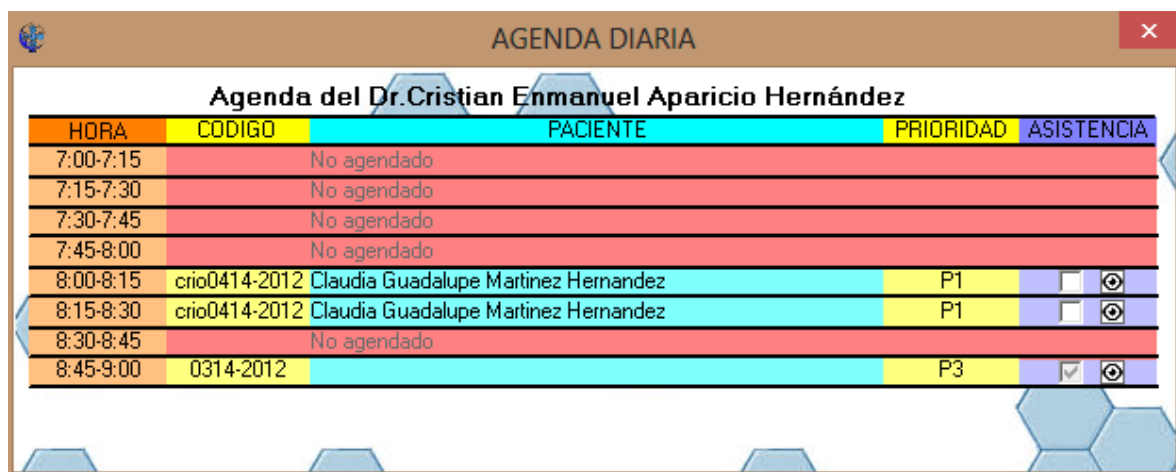 AGENDA DIARIA
Agenda del Dr.Cristian Enmanuel Aparicio Hernández
HORA CODIGO PACIENTE PRIORIDAD ASISTENCIA
7:00-7:15 No agendado
7:15-7:30 No agendado
7:30-7:45 No agendado
7:45-8:00 No agendado
8:00-8:15 crio0414-2012 Claudia Guadalupe Martinez Hernandez P1
8:15-8:30 crio0414-2012 Claudia Guadalupe Martinez Hernandez P1
8:30-8:45 No agendado
8:45-9:00 0314-2012 P3